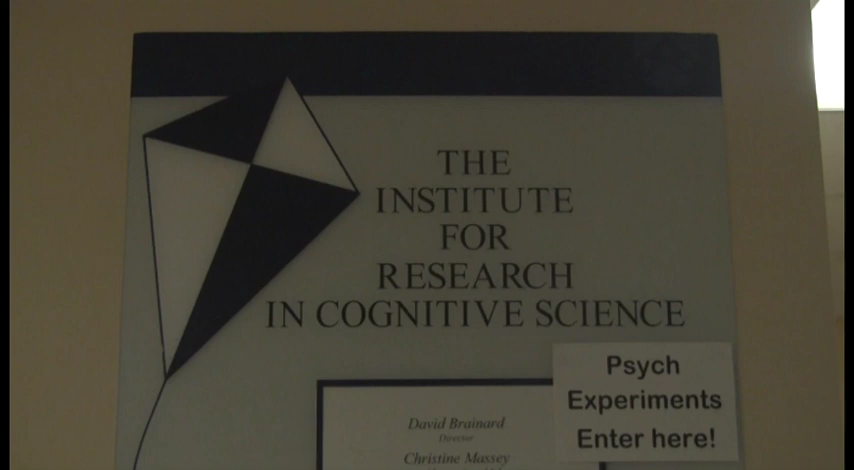 THE
INSTITUTE
FOR
RESEARCH
IN COGNITIVE SCIENCE
Psych
Experiments
Enter here!
David Brainard
Director
Christine Massey